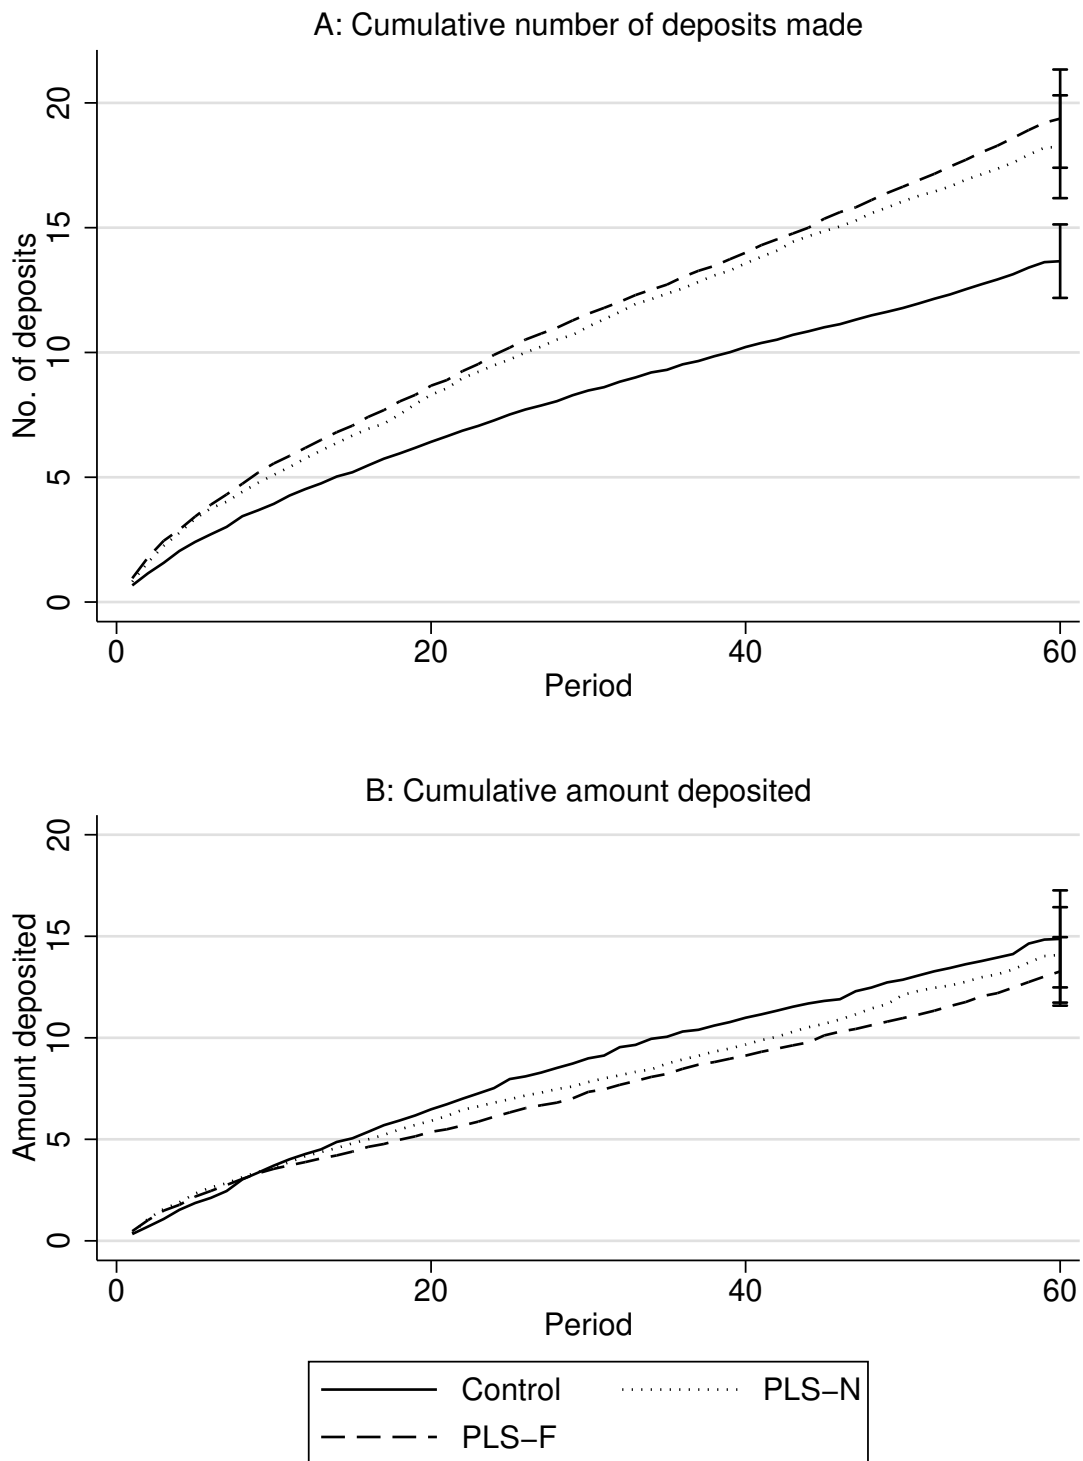 A: Cumulative number of deposits made
No. of deposits
20
15
10
5
0
0 20 40 60
Period
B: Cumulative amount deposited
Amount deposited
20
15
10
5
0
0 20 40 60
Period
Control PLS−N
PLS−F